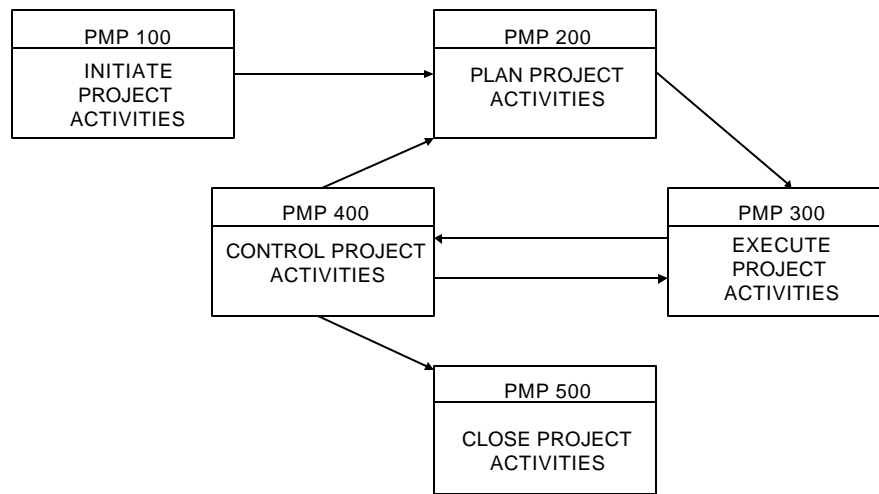 PMP 100
INITIATE
PROJECT
ACTIVITIES
PMP 200
PLAN PROJECT
ACTIVITIES
PMP 400
CONTROL PROJECT
ACTIVITIES
PMP 300
EXECUTE
PROJECT
ACTIVITIES
PMP 500
CLOSE PROJECT
ACTIVITIES